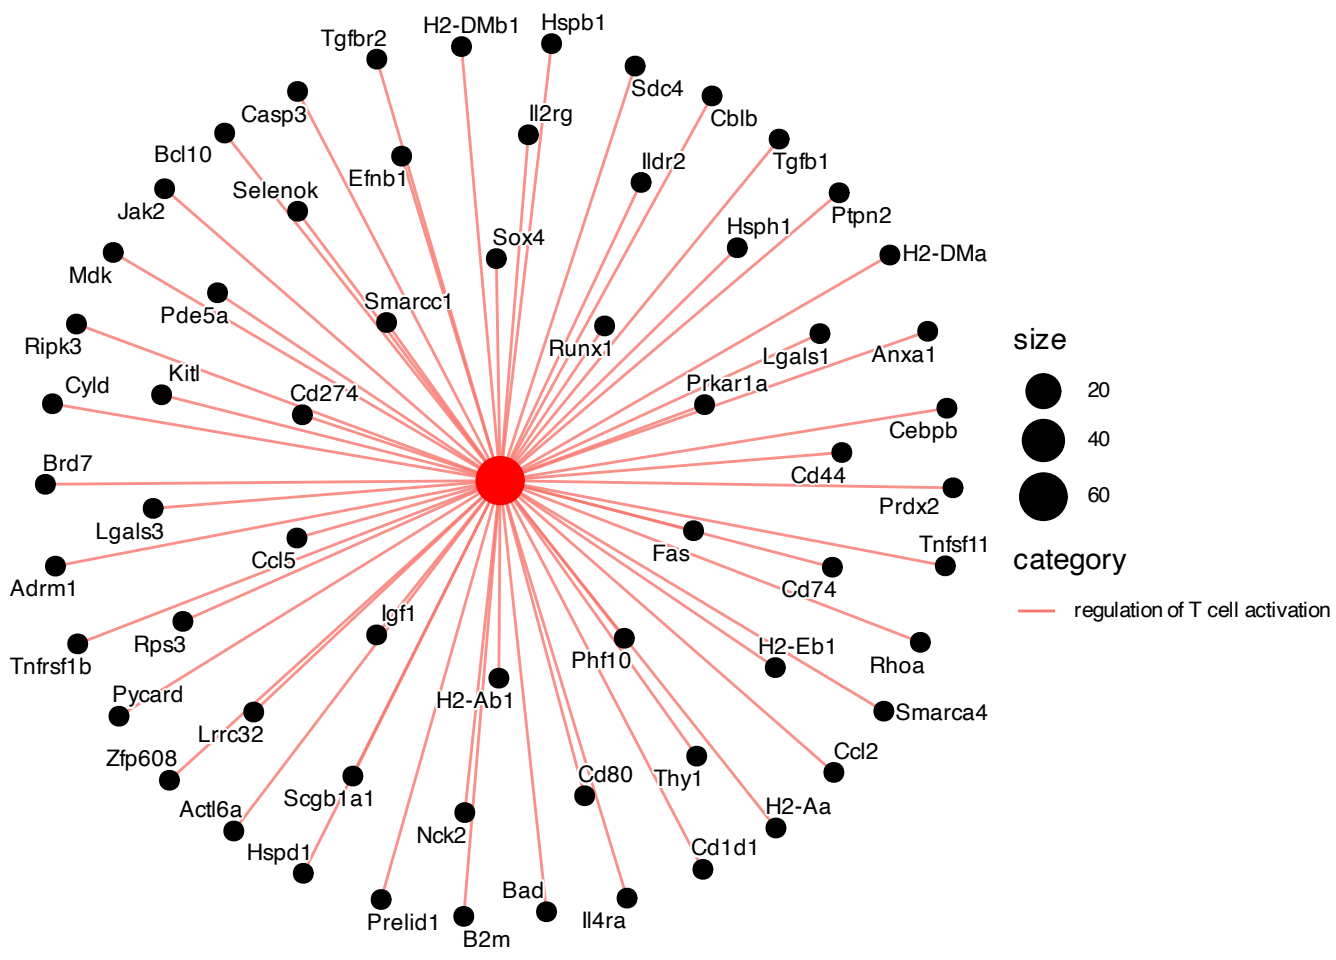 H2-DMb1
Hspb1
Tgfbr2
Sdc4
Casp3
Il2rg
Cblb
Bcl10
Ildr2
Tgfb1
Efnb1
Selenok
Jak2
Ptpn2
Hsph1
Sox4
H2-DMa
Mdk
Smarcc1
Pde5a
size
Ripk3
Runx1
Lgals1
Anxa1
Kitl
Cyld
Cd274
Prkar1a
20
Cebpb
40
Brd7
Cd44
60
Prdx2
Lgals3
Fas
Tnfsf11
Ccl5
category
Adrm1
Cd74
regulation of T cell activation
Igf1
Rps3
H2-Eb1
Tnfrsf1b
Phf10
Rhoa
Pycard
H2-Ab1
Smarca4
Lrrc32
Zfp608
Ccl2
Cd80
Thy1
Scgb1a1
Actl6a
H2-Aa
Nck2
Cd1d1
Hspd1
Bad
Prelid1
Il4ra
B2m